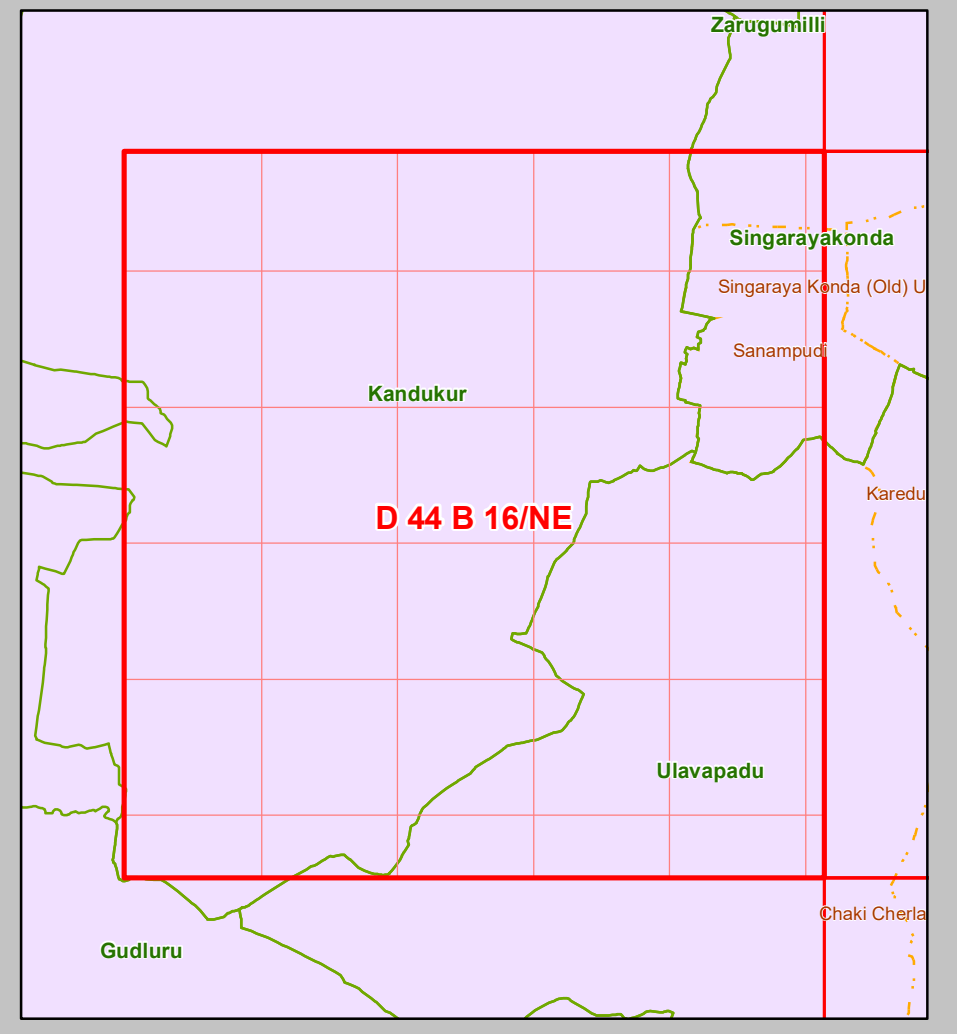 Zarugumilli
Singarayakonda
Singaraya Konda (Old) U
Sanampudi
Kandukur
Karedu
D 44 B 16/NE
Ulavapadu
Chaki Cherla
Gudluru